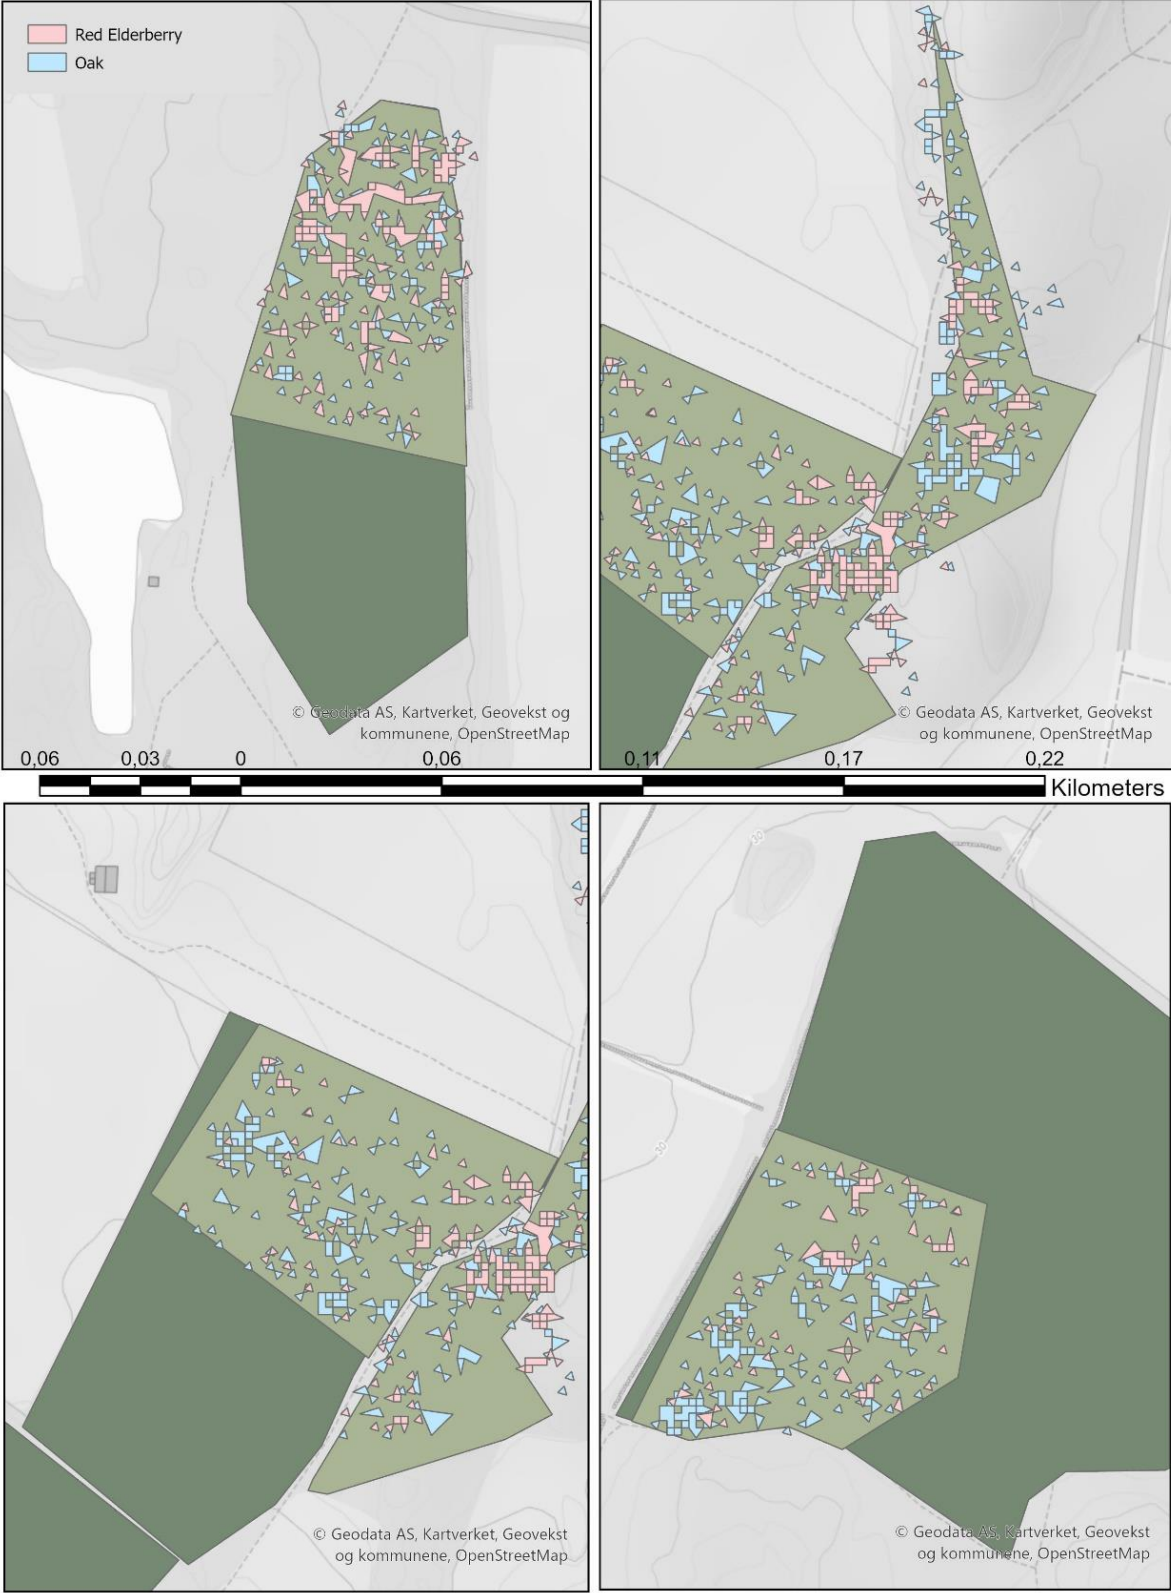 Red Elderberry
Oak
© Geodata AS, Kartverket, Geovekst og
kommunene, OpenStreetMap
© Geodata AS, Kartverket, Geovekst
og kommunene, OpenStreetMap
0,06 0,03 0 0,06 0,11 0,17 0,22
Kilometers
30
30
© Geodata AS, Kartverket, Geovekst
og kommunene, OpenStreetMap
© Geodata AS, Kartverket, Geovekst
og kommunene, OpenStreetMap